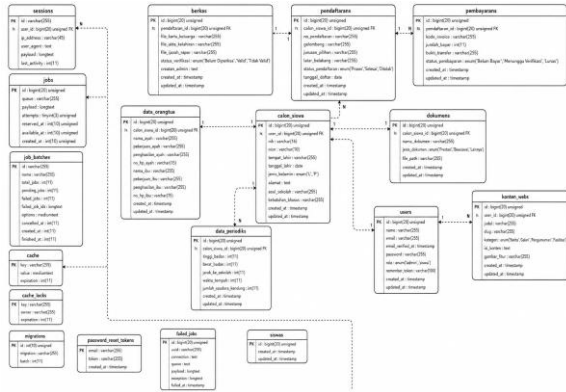 sessions
PK id : varchar(255)
user_id : bigint(20) unsigned FK
ip_address : varchar(45)
user_agent : text
payload : longtext
last_activity : int(11)
jobs
PK id : bigint(20) unsigned
queue : varchar(255)
payload : longtext
attempts : tinyint(3) unsigned
reserved_at : int(10) unsigned
available_at : int(10) unsigned
created_at : int(10) unsigned
job_batches
PK id : varchar(255)
name : varchar(255)
total_jobs : int(11)
pending_jobs : int(11)
failed_jobs : int(11)
failed_job_ids : longtext
options : mediumtext
cancelled_at : int(11)
created_at : int(11)
finished_at : int(11)
cache
PK key : varchar(255)
value : mediumtext
expiration : int(11)
cache_locks
PK key : varchar(255)
owner : varchar(255)
expiration : int(11)
migrations
PK id : int(10) unsigned
migration : varchar(255)
batch : int(11)
password_reset_tokens
PK email : varchar(255)
token : varchar(255)
created_at : timestamp
failed_jobs
PK id : bigint(20) unsigned
uuid : varchar(255)
connection : text
queue : text
payload : longtext
exception : longtext
failed_at : timestamp
siswas
PK id : bigint(20) unsigned
created_at : timestamp
updated_at : timestamp
berkas
PK id : bigint(20) unsigned
pendaftaran_id : bigint(20) unsigned FK
file_kartu_keluarga : varchar(255)
file_akta_kelahiran : varchar(255)
file_ijazah_rapor : varchar(255)
catatan_admin : text
created_at : timestamp
updated_at : timestamp
pendaftarans
PK id : bigint(20) unsigned
calon_siswa_id : bigint(20) unsigned FK
no_pendaftaran : varchar(255)
gelombang : varchar(255)
tanggal_daftar : date
created_at : timestamp
updated_at : timestamp
pembayarans
PK id : bigint(20) unsigned
pendaftaran_id : bigint(20) unsigned FK
kode_invoice : varchar(255)
jumlah_bayar : int(11)
bukti_transfer : varchar(255)
created_at : timestamp
updated_at : timestamp
data_orangtua
PK id : bigint(20) unsigned
calon_siswa_id : bigint(20) unsigned FK
nama_ayah : varchar(255)
pekerjaan_ayah : varchar(255)
penghasilan_ayah : varchar(255)
nama_ibu : varchar(255)
pekerjaan_ibu : varchar(255)
penghasilan_ibu : varchar(255)
created_at : timestamp
updated_at : timestamp
calon_siswa
PK id : bigint(20) unsigned
user_id : bigint(20) unsigned FK
nik : varchar(16)
tempat_lahir : varchar(255)
tanggal_lahir : date
jenis_kelamin : enum('L', 'P')
alamat : text
asal_sekolah : varchar(255)
kebutuhan_khusus : varchar(255)
created_at : timestamp
updated_at : timestamp
dokumens
PK id : bigint(20) unsigned
calon_siswa_id : bigint(20) unsigned FK
nama_dokumen : varchar(255)
file_path : varchar(255)
created_at : timestamp
updated_at : timestamp
data_periodiks
PK id : bigint(20) unsigned
calon_siswa_id : bigint(20) unsigned FK
tinggi_badan : int(11)
berat_badan : int(11)
jarak_ke_sekolah : int(11)
waktu_tempuh : int(11)
jumlah_saudara_kandung : int(11)
created_at : timestamp
updated_at : timestamp
users
PK id : bigint(20) unsigned
name : varchar(255)
email : varchar(255)
email_verified_at : timestamp
password : varchar(255)
remember_token : varchar(100)
created_at : timestamp
updated_at : timestamp
konten_webs
PK id : bigint(20) unsigned
user_id : bigint(20) unsigned FK
judul : varchar(255)
slug : varchar(255)
isi_konten : text
created_at : timestamp
updated_at : timestamp